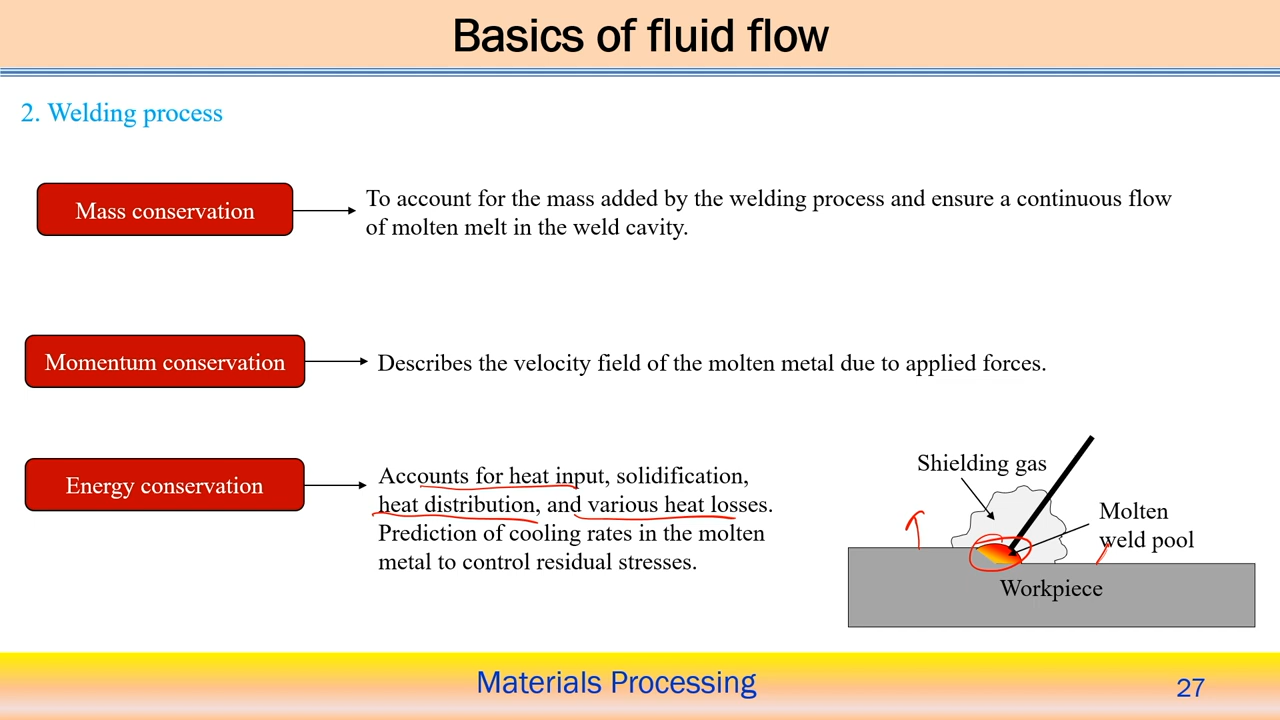 Basics of fluid flow
2. Welding process
Mass conservation
To account for the mass added by the welding process and ensure a continuous flow
of molten melt in the weld cavity.
Momentum conservation
Describes the velocity field of the molten metal due to applied forces.
Energy conservation
Accounts for heat input, solidification,
heat distribution, and various heat losses.
Prediction of cooling rates in the molten
metal to control residual stresses.
Shielding gas
Molten
weld pool
Workpiece
Materials Processing
27